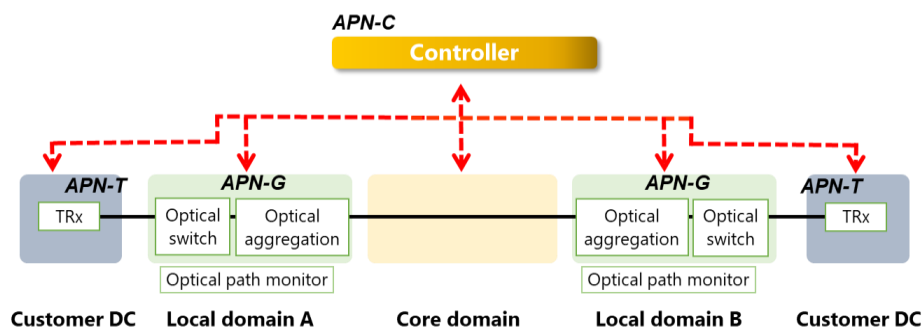 APN-C
Controller
APN-T
APN-G
APN-G
APN-T
TRx
Optical
switch
Optical
aggregation
Optical
aggregation
Optical
switch
TRx
Optical path monitor
Optical path monitor
Customer DC
Local domain A
Core domain
Local domain B
Customer DC